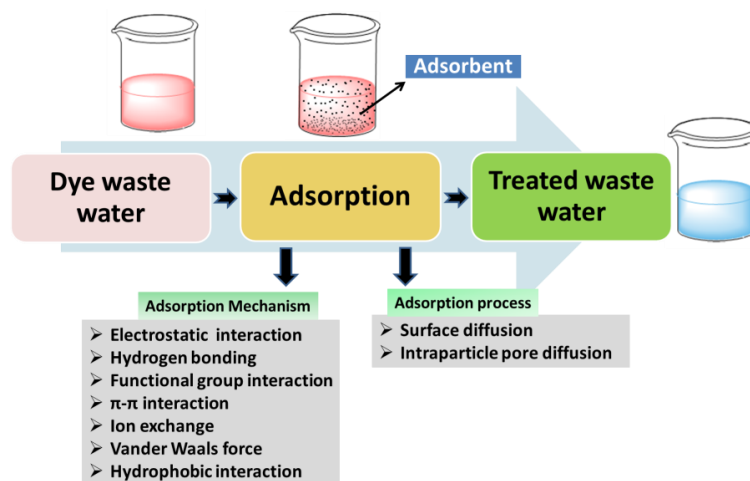 Adsorbent
Dye waste
water
Adsorption
Treated waste
water
Adsorption Mechanism
➢ Electrostatic interaction
➢ Hydrogen bonding
➢ Functional group interaction
➢ π-π interaction
➢ Ion exchange
➢ Vander Waals force
➢ Hydrophobic interaction
Adsorption process
➢ Surface diffusion
➢ Intraparticle pore diffusion